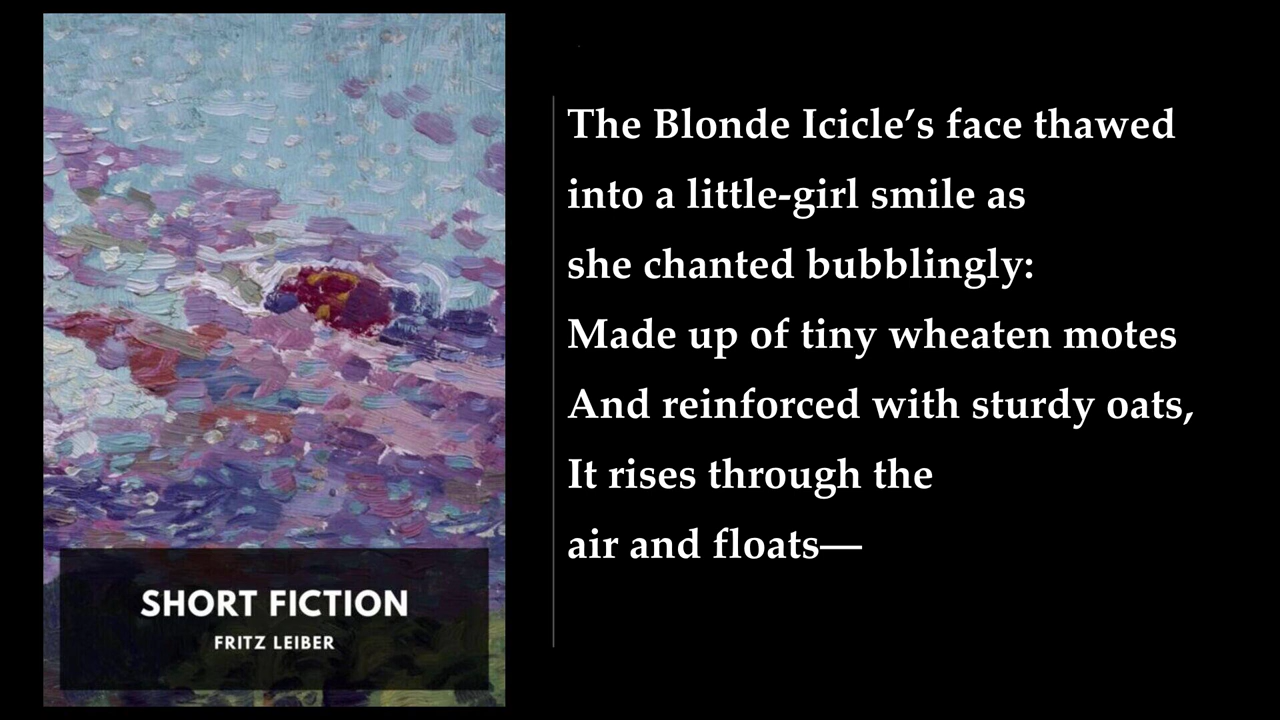 The Blonde Icicle’s face thawed
into a little-girl smile as
she chanted bubblingly:
Made up of tiny wheaten motes
And reinforced with sturdy oats,
It rises through the
air and floats—
SHORT FICTION
FRITZ LEIBER